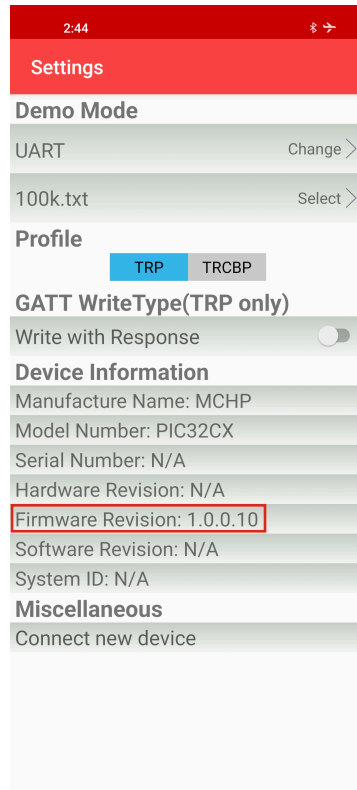 2:44
Settings
Demo Mode
UART Change
100k.txt Select
Profile
TRP TRCBP
GATT WriteType(TRP only)
Write with Response
Device Information
Manufacture Name: MCHP
Model Number: PIC32CX
Serial Number: N/A
Hardware Revision: N/A
Firmware Revision: 1.0.0.10
Software Revision: N/A
System ID: N/A
Miscellaneous
Connect new device